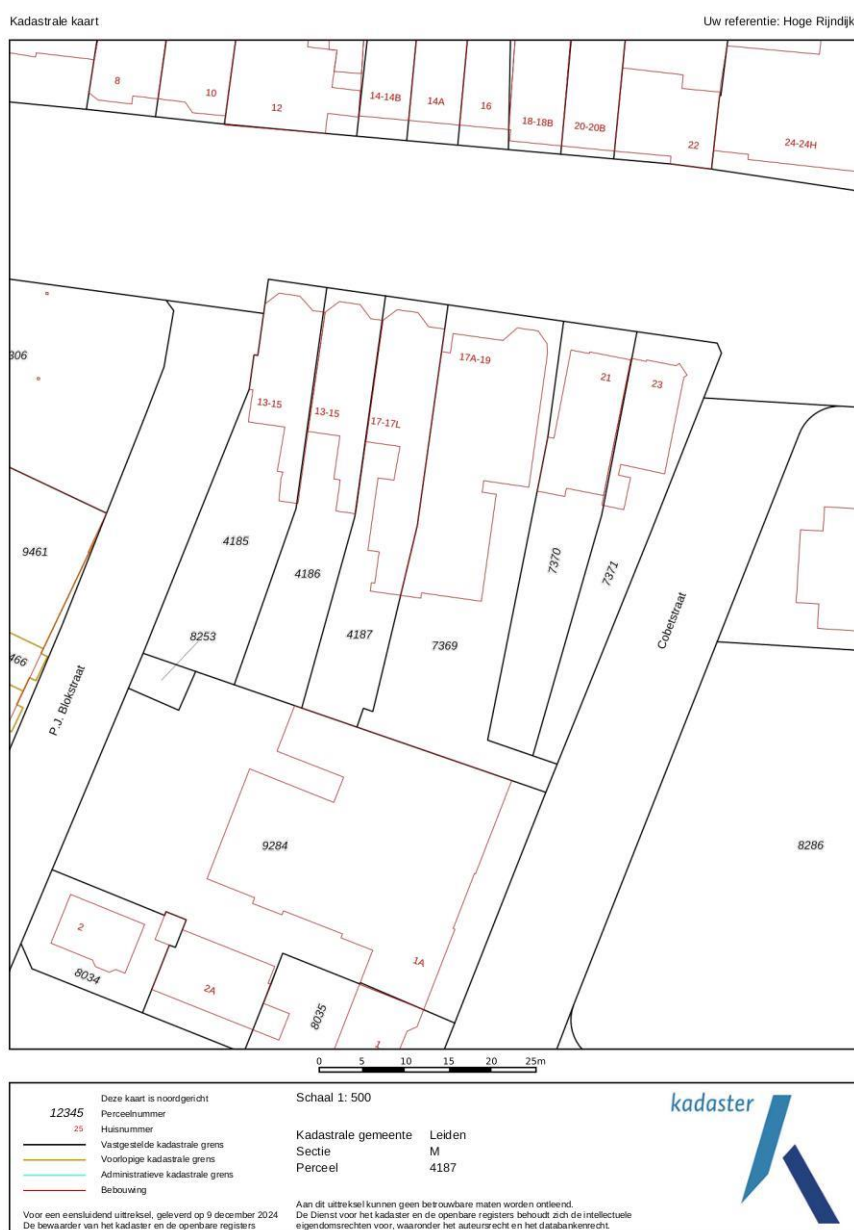 Kadastrale kaart
Uw referentie: Hoge Rijndijk
8
10
12
14-14B
14A
16
18-18B
20-20B
22
24-24H
306
13-15
13-15
17-17L
17A-19
21
23
9461
466
P.J. Blokstraat
4185
8253
4186
4187
7369
7370
7371
Cobetstraat
9284
8286
2
8034
2A
8035
1A
1
0 5 10 15 20 25m
Deze kaart is noordgericht
12345 Perceelnummer
25 Huisnummer
Vastgestelde kadastrale grens
Voorlopige kadastrale grens
Administratieve kadastrale grens
Bebouwing
Voor een eensluidend uittreksel, geleverd op 9 december 2024
De bewaarder van het kadaster en de openbare registers
Schaal 1: 500
Kadastrale gemeente Leiden
Sectie M
Perceel 4187
Aan dit uittreksel kunnen geen betrouwbare maten worden ontleend.
De Dienst voor het kadaster en de openbare registers behoudt zich de intellectuele
eigendomsrechten voor, waaronder het auteursrecht en het databankenrecht.
kadaster